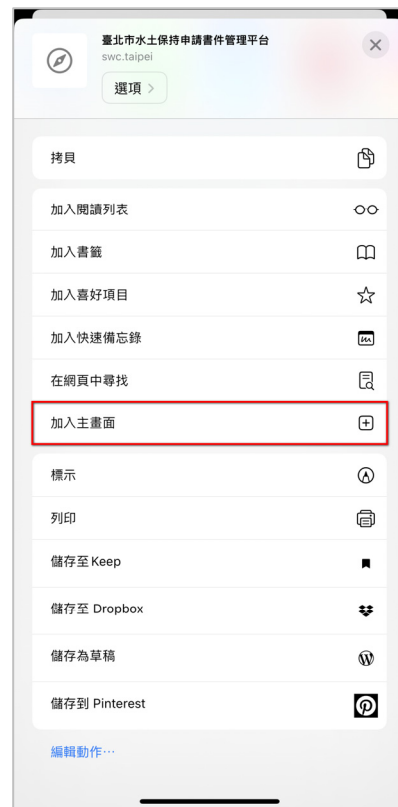 臺北市水土保持申請書件管理平台
swc.taipei
選項
拷貝
加入閱讀列表
加入書籤
加入喜好項目
加入快速備忘錄
在網頁中尋找
加入主畫面
標示
列印
儲存至 Keep
儲存至 Dropbox
儲存為草稿
儲存到 Pinterest
編輯動作⋯